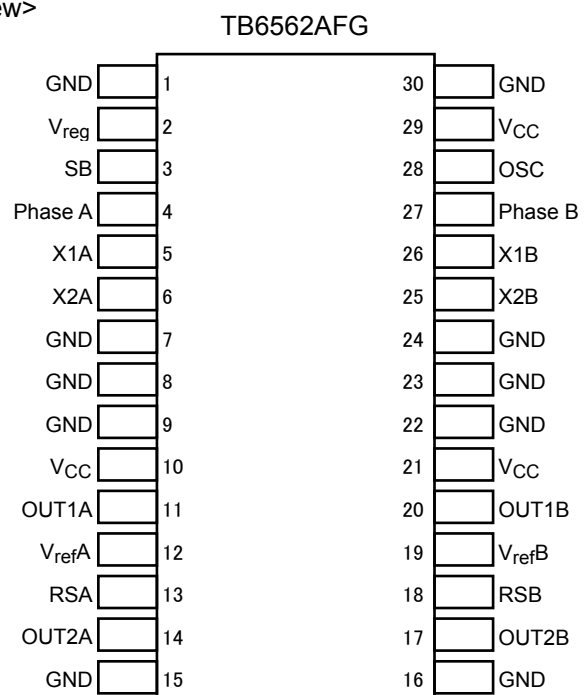 ew>
TB6562AFG
GND 1 30 GND
Vreg 2 29 VCC
SB 3 28 OSC
Phase A 4 27 Phase B
X1A 5 26 X1B
X2A 6 25 X2B
GND 7 24 GND
GND 8 23 GND
GND 9 22 GND
VCC 10 21 VCC
OUT1A 11 20 OUT1B
VrefA 12 19 VrefB
RSA 13 18 RSB
OUT2A 14 17 OUT2B
GND 15 16 GND